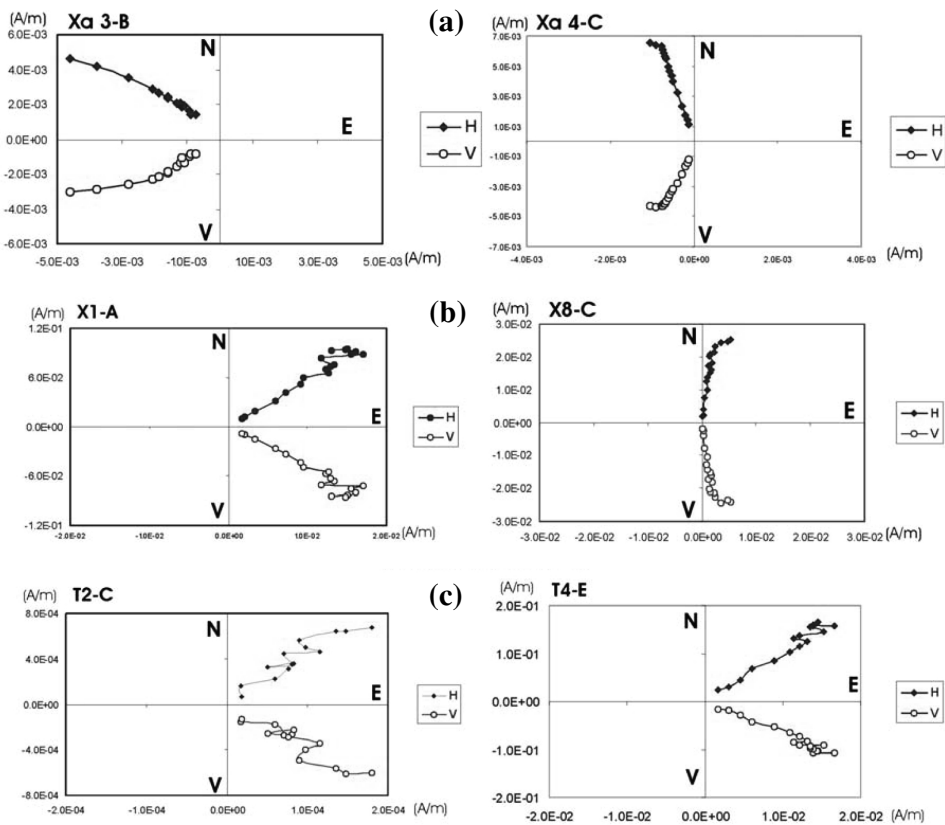 (a)
(A/m)
Xa 3-B
6.0E-03
4.0E-03
2.0E-03
0.0E+00
-2.0E-03
-4.0E-03
-6.0E-03
N
E
V
H
V
-5.0E-03 -3.0E-03 -1.0E-03 1.0E-03 3.0E-03 5.0E-03
(A/m)
(A/m)
Xa 4-C
7.0E-03
5.0E-03
3.0E-03
1.0E-03
-1.0E-03
-3.0E-03
-5.0E-03
-7.0E-03
N
E
V
H
V
-4.0E-03 -2.0E-03 0.0E+00 2.0E-03 4.0E-03
(A/m)
(b)
(A/m)
X1-A
1.2E-01
6.0E-02
0.0E+00
-6.0E-02
-1.2E-01
N
E
V
H
V
-2.0E-02 -1.0E-02 0.0E+00 1.0E-02 2.0E-02
(A/m)
(A/m)
X8-C
3.0E-02
2.0E-02
1.0E-02
0.0E+00
-1.0E-02
-2.0E-02
-3.0E-02
N
E
V
H
V
-3.0E-02 -2.0E-02 -1.0E-02 0.0E+00 1.0E-02 2.0E-02 3.0E-02
(A/m)
(c)
(A/m)
T2-C
8.0E-04
4.0E-04
0.0E+00
-4.0E-04
-8.0E-04
N
E
V
H
V
-2.0E-04 -1.0E-04 0.0E+00 1.0E-04 2.0E-04
(A/m)
(A/m)
T4-E
2.0E-01
1.0E-01
0.0E+00
-1.0E-01
-2.0E-01
N
E
V
H
V
-2.0E-02 -1.0E-02 0.0E+00 1.0E-02 2.0E-02
(A/m)